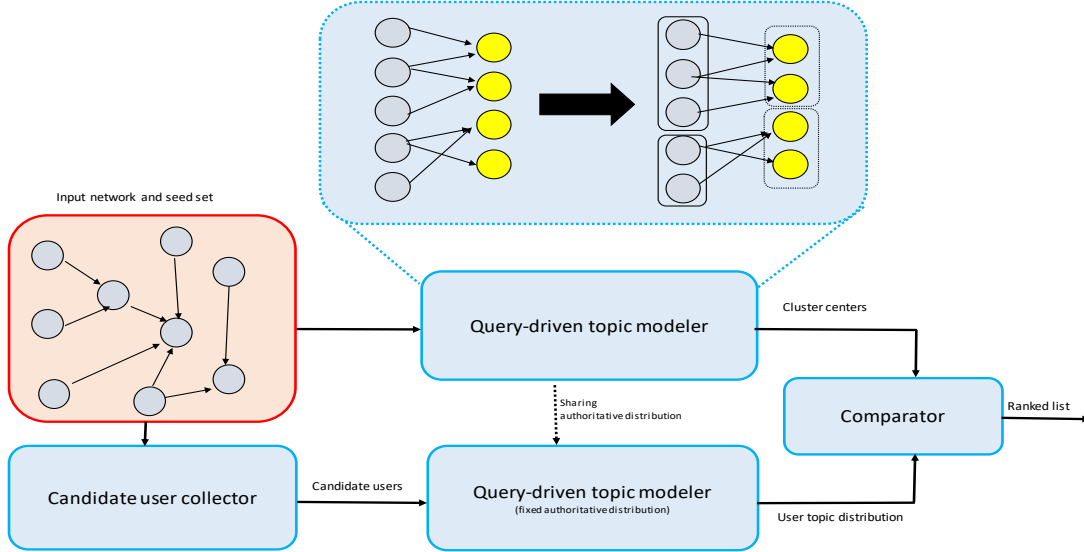 Input network and seed set
Query-driven topic modeler
Cluster centers
Sharing
authoritative distribution
Comparator
Ranked list
Candidate user collector
Candidate users
Query-driven topic modeler
(fixed authoritative distribution)
User topic distribution